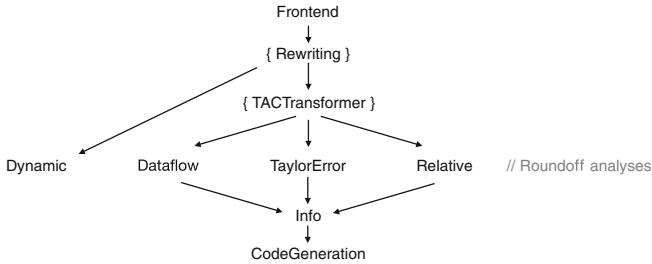 Frontend
{ Rewriting }
{ TACTransformer }
Dynamic Dataflow TaylorError Relative // Roundoff analyses
Info
CodeGeneration